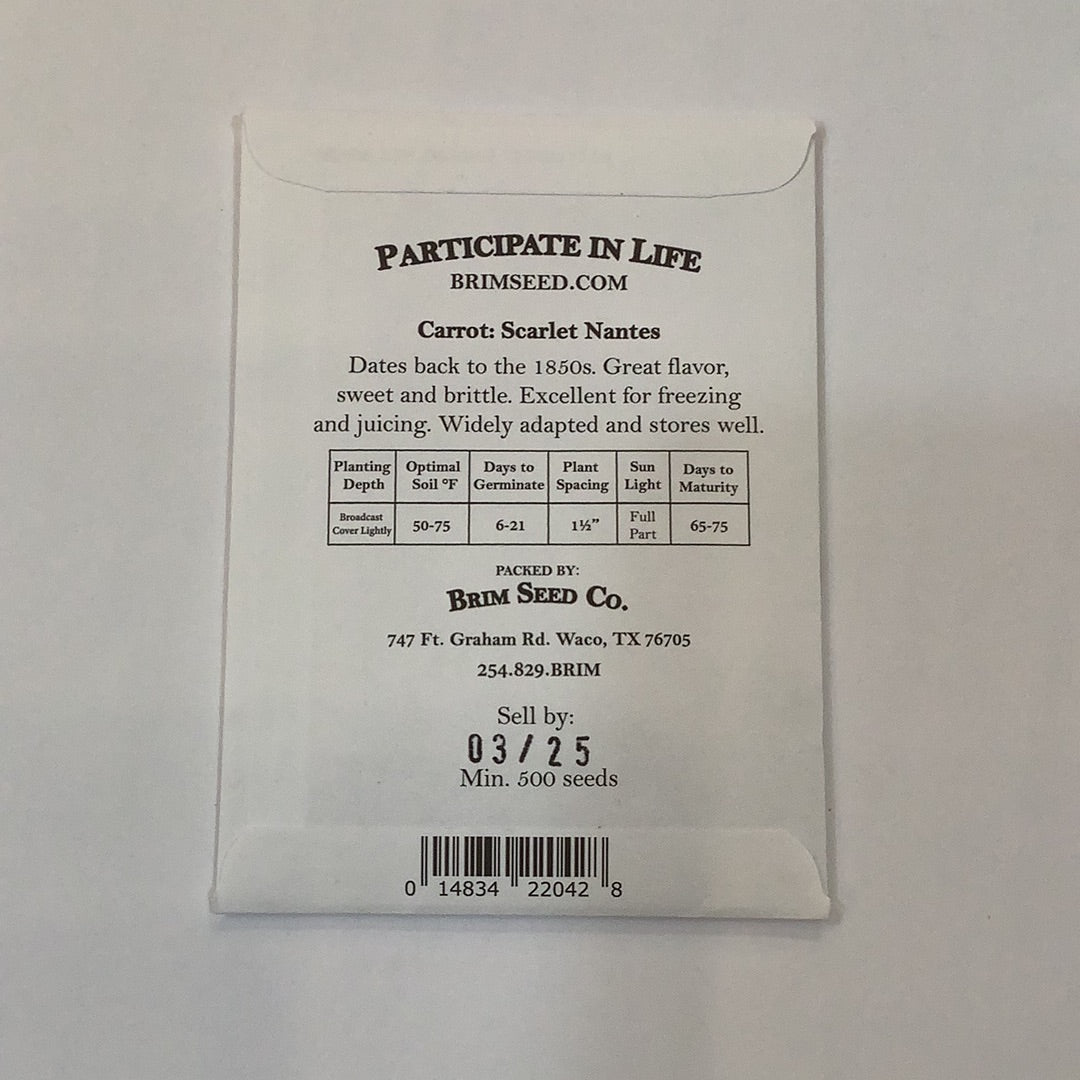 PARTICIPATE IN LIFE
BRIMSEED.COM
Carrot: Scarlet Nantes
Dates back to the 1850s. Great flavor,
sweet and brittle. Excellent for freezing
and juicing. Widely adapted and stores well.
Planting Depth Optimal Soil °F Days to Germinate Plant Spacing Sun Light Days to Maturity
Broadcast Cover Lightly 50-75 6-21 1½” Full Part 65-75
PACKED BY:
BRIM SEED CO.
747 Ft. Graham Rd. Waco, TX 76705
254.829.BRIM
Sell by:
03/25
Min. 500 seeds
0 14834 22042 8